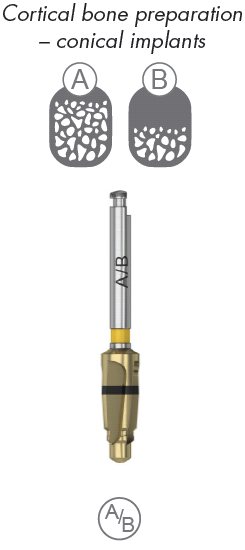 Cortical bone preparation
– conical implants
A B
A/B
A/B